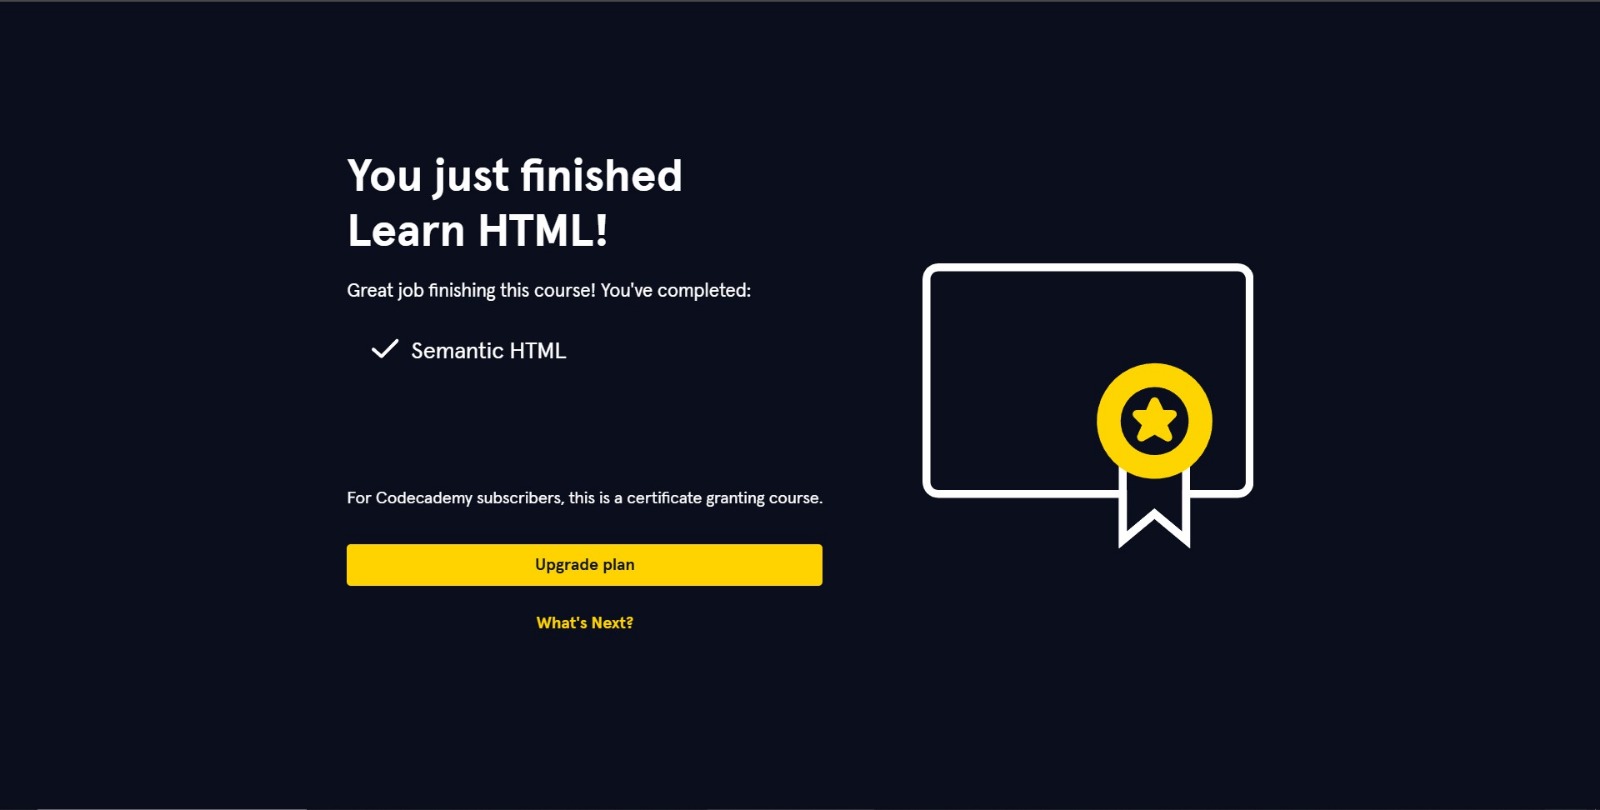 You just finished
Learn HTML!
Great job finishing this course! You've completed:
Semantic HTML
For Codecademy subscribers, this is a certificate granting course.
Upgrade plan
What's Next?